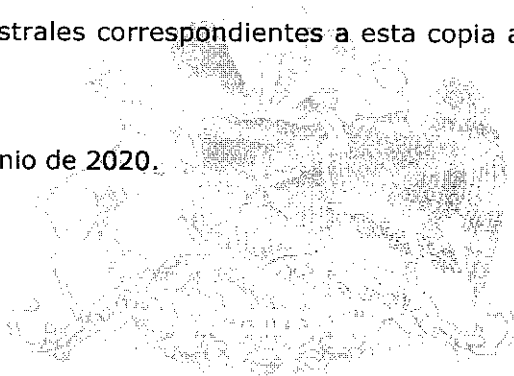 strales correspondientes a esta copia a
nio de 2020.